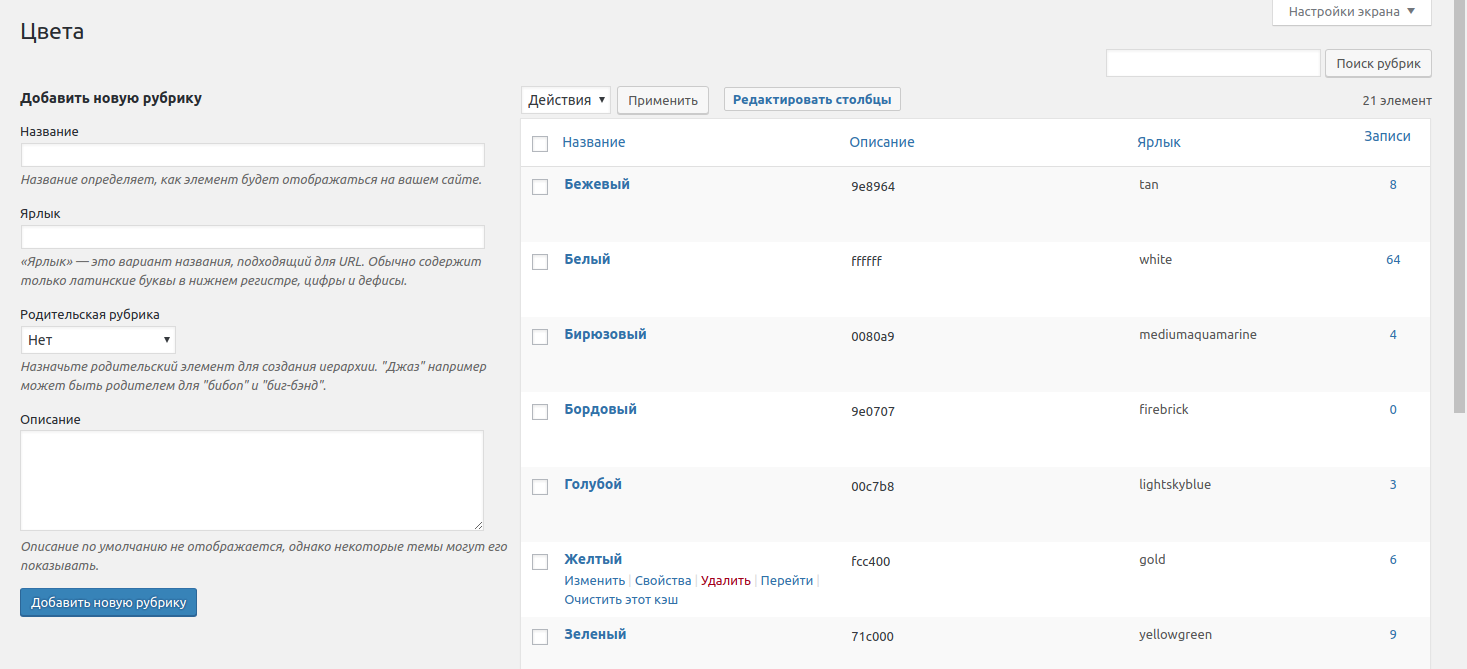 Настройки экрана
Цвета
Поиск рубрик
Добавить новую рубрику
Название
Название определяет, как элемент будет отображаться на вашем сайте.
Ярлык
«Ярлык» — это вариант названия, подходящий для URL. Обычно содержит
только латинские буквы в нижнем регистре, цифры и дефисы.
Родительская рубрика
Нет
Назначьте родительский элемент для создания иерархии. "Джаз" например
может быть родителем для "бибоп" и "биг-бэнд".
Описание
Описание по умолчанию не отображается, однако некоторые темы могут его
показывать.
Добавить новую рубрику
Действия Применить Редактировать столбцы 21 элемент
Название Описание Ярлык Записи
Бежевый 9e8964 tan 8
Белый ffffff white 64
Бирюзовый 0080a9 mediumaquamarine 4
Бордовый 9e0707 firebrick 0
Голубой 00c7b8 lightskyblue 3
Желтый fcc400 gold 6
Изменить | Свойства | Удалить | Перейти |
Очистить этот кэш
Зеленый 71c000 yellowgreen 9